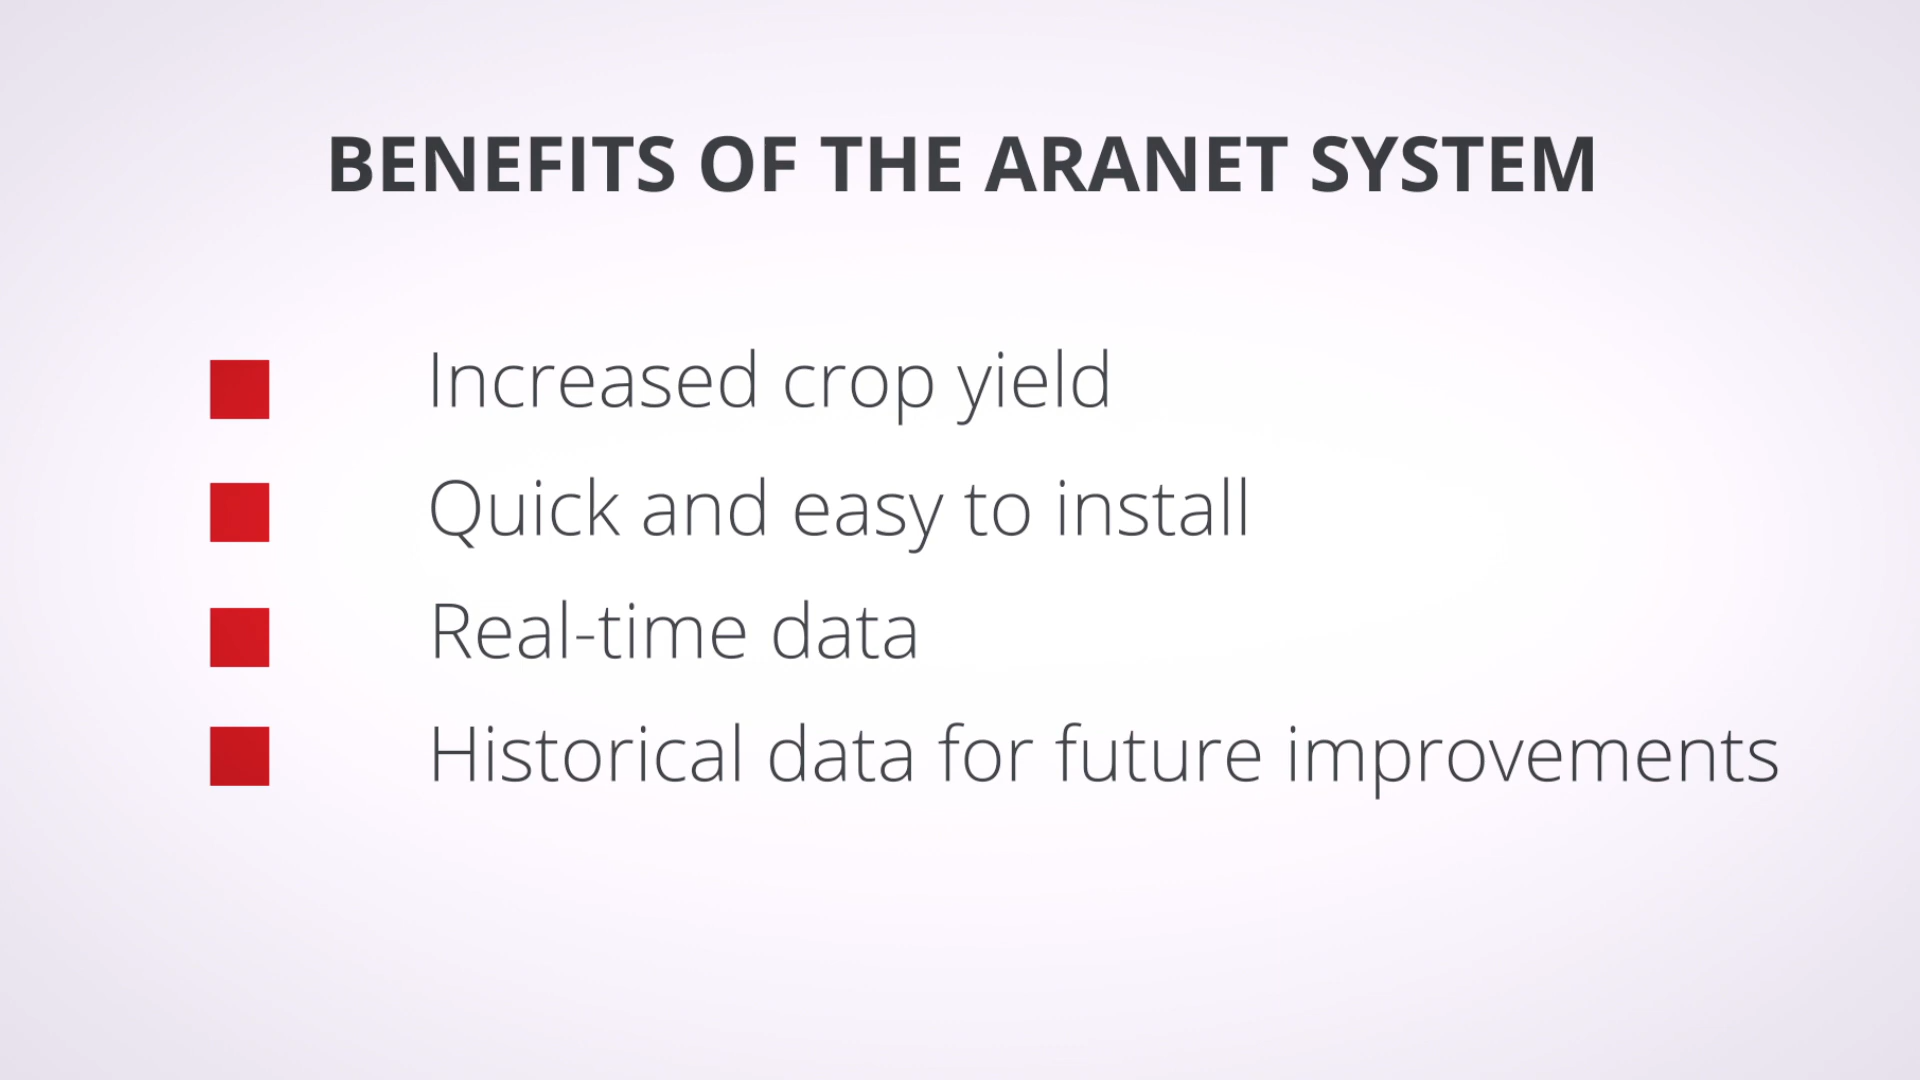 BENEFITS OF THE ARANET SYSTEM
Increased crop yield
Quick and easy to install
Real-time data
Historical data for future improvements